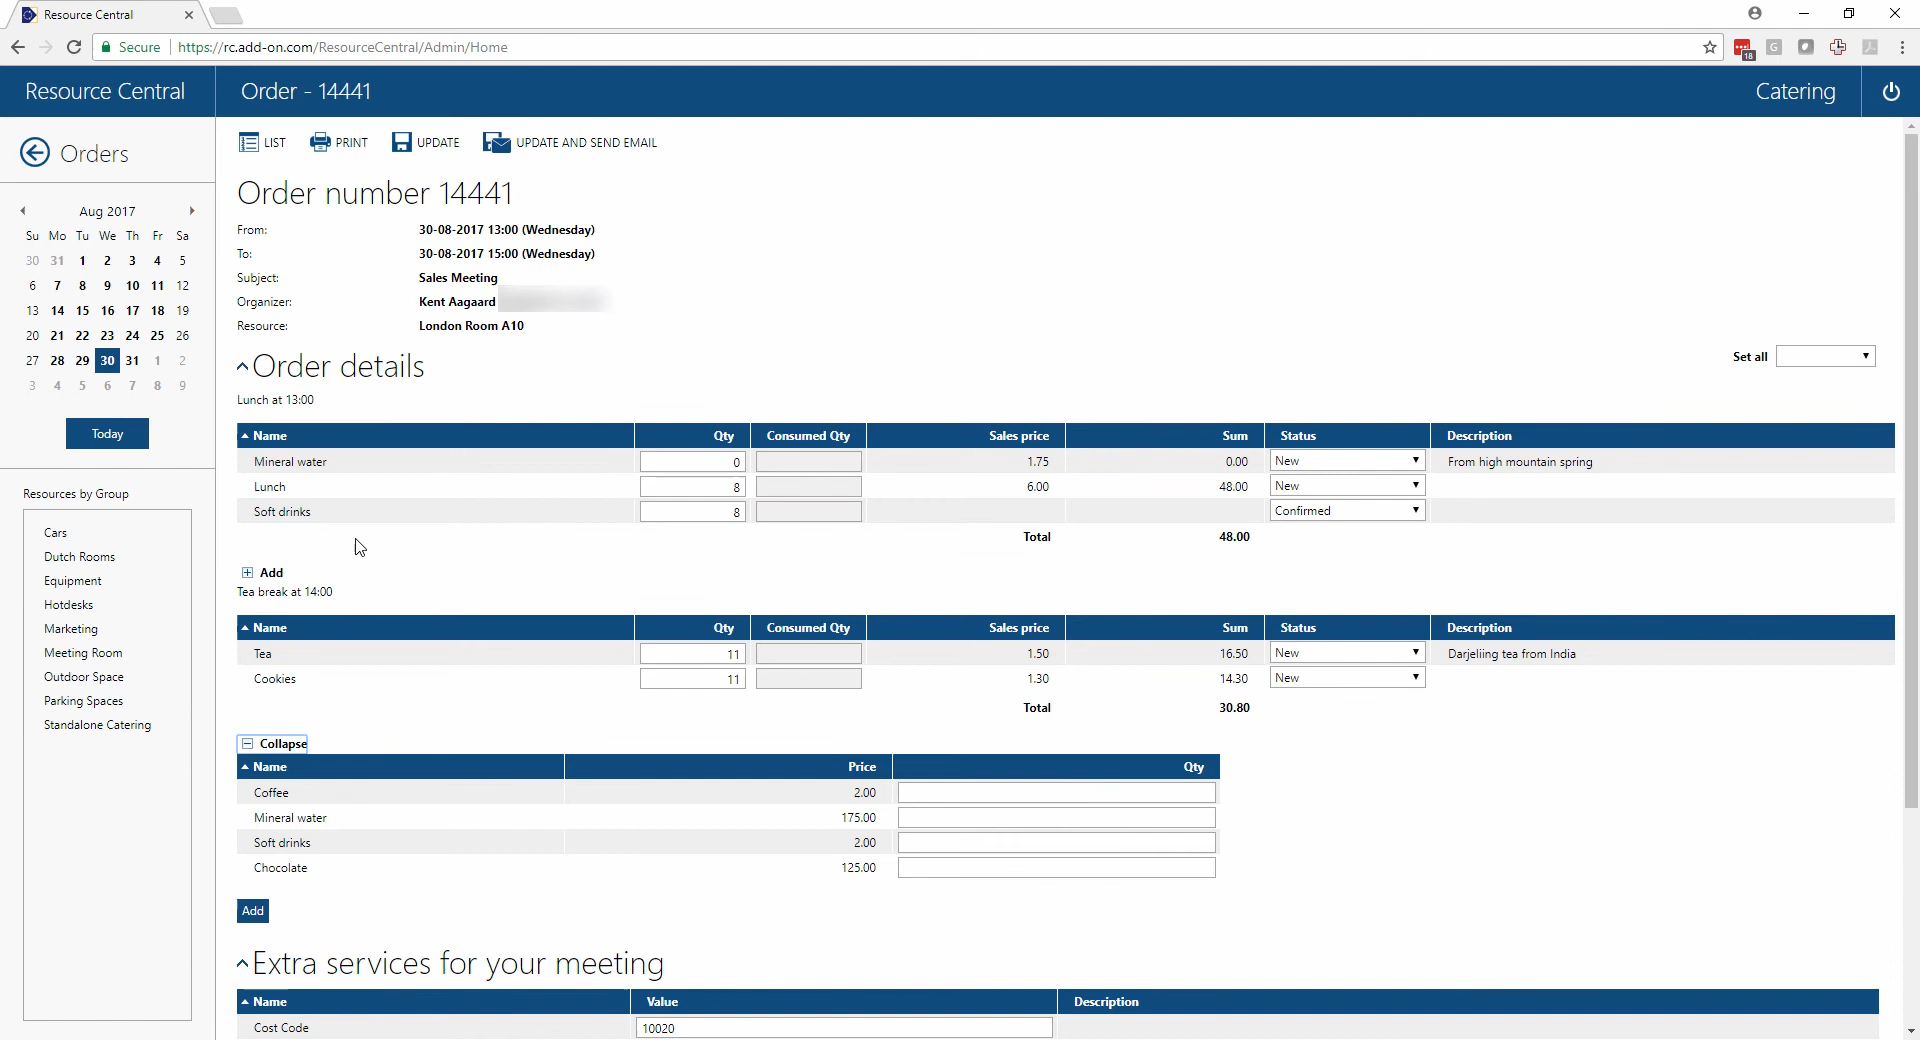 Resource Central
Secure https://rc.add-on.com/ResourceCentral/Admin/Home
18
G
Resource Central
Order - 14441
Catering
Orders
LIST PRINT UPDATE UPDATE AND SEND EMAIL
Aug 2017
Su Mo Tu We Th Fr Sa
30 31 1 2 3 4 5
6 7 8 9 10 11 12
13 14 15 16 17 18 19
20 21 22 23 24 25 26
27 28 29 30 31 1 2
3 4 5 6 7 8 9
Today
Resources by Group
Cars
Dutch Rooms
Equipment
Hotdesks
Marketing
Meeting Room
Outdoor Space
Parking Spaces
Standalone Catering
Order number 14441
From: 30-08-2017 13:00 (Wednesday)
To: 30-08-2017 15:00 (Wednesday)
Subject: Sales Meeting
Organizer: Kent Aagaard
Resource: London Room A10
Order details
Set all
Lunch at 13:00
Name Qty Consumed Qty Sales price Sum Status Description
Mineral water 0 1.75 0.00 New From high mountain spring
Lunch 8 6.00 48.00 New
Soft drinks 8 Confirmed
Total 48.00
Add
Tea break at 14:00
Name Qty Consumed Qty Sales price Sum Status Description
Tea 11 1.50 16.50 New Darjeliing tea from India
Cookies 11 1.30 14.30 New
Total 30.80
Collapse
Name Price Qty
Coffee 2.00
Mineral water 175.00
Soft drinks 2.00
Chocolate 125.00
Add
Extra services for your meeting
Name Value Description
Cost Code 10020